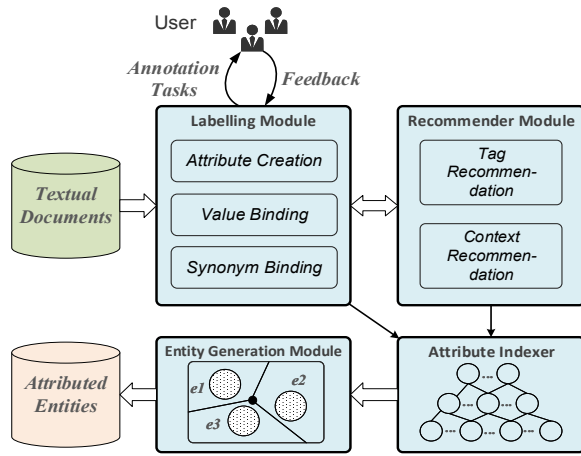 User
Annotation
Tasks
Feedback
Labelling Module
Attribute Creation
Value Binding
Synonym Binding
Recommender Module
Tag
Recommen-
dation
Context
Recommen-
dation
Textual
Documents
Attributed
Entities
Entity Generation Module
e1
e2
e3
Attribute Indexer
...
...
...
...
...